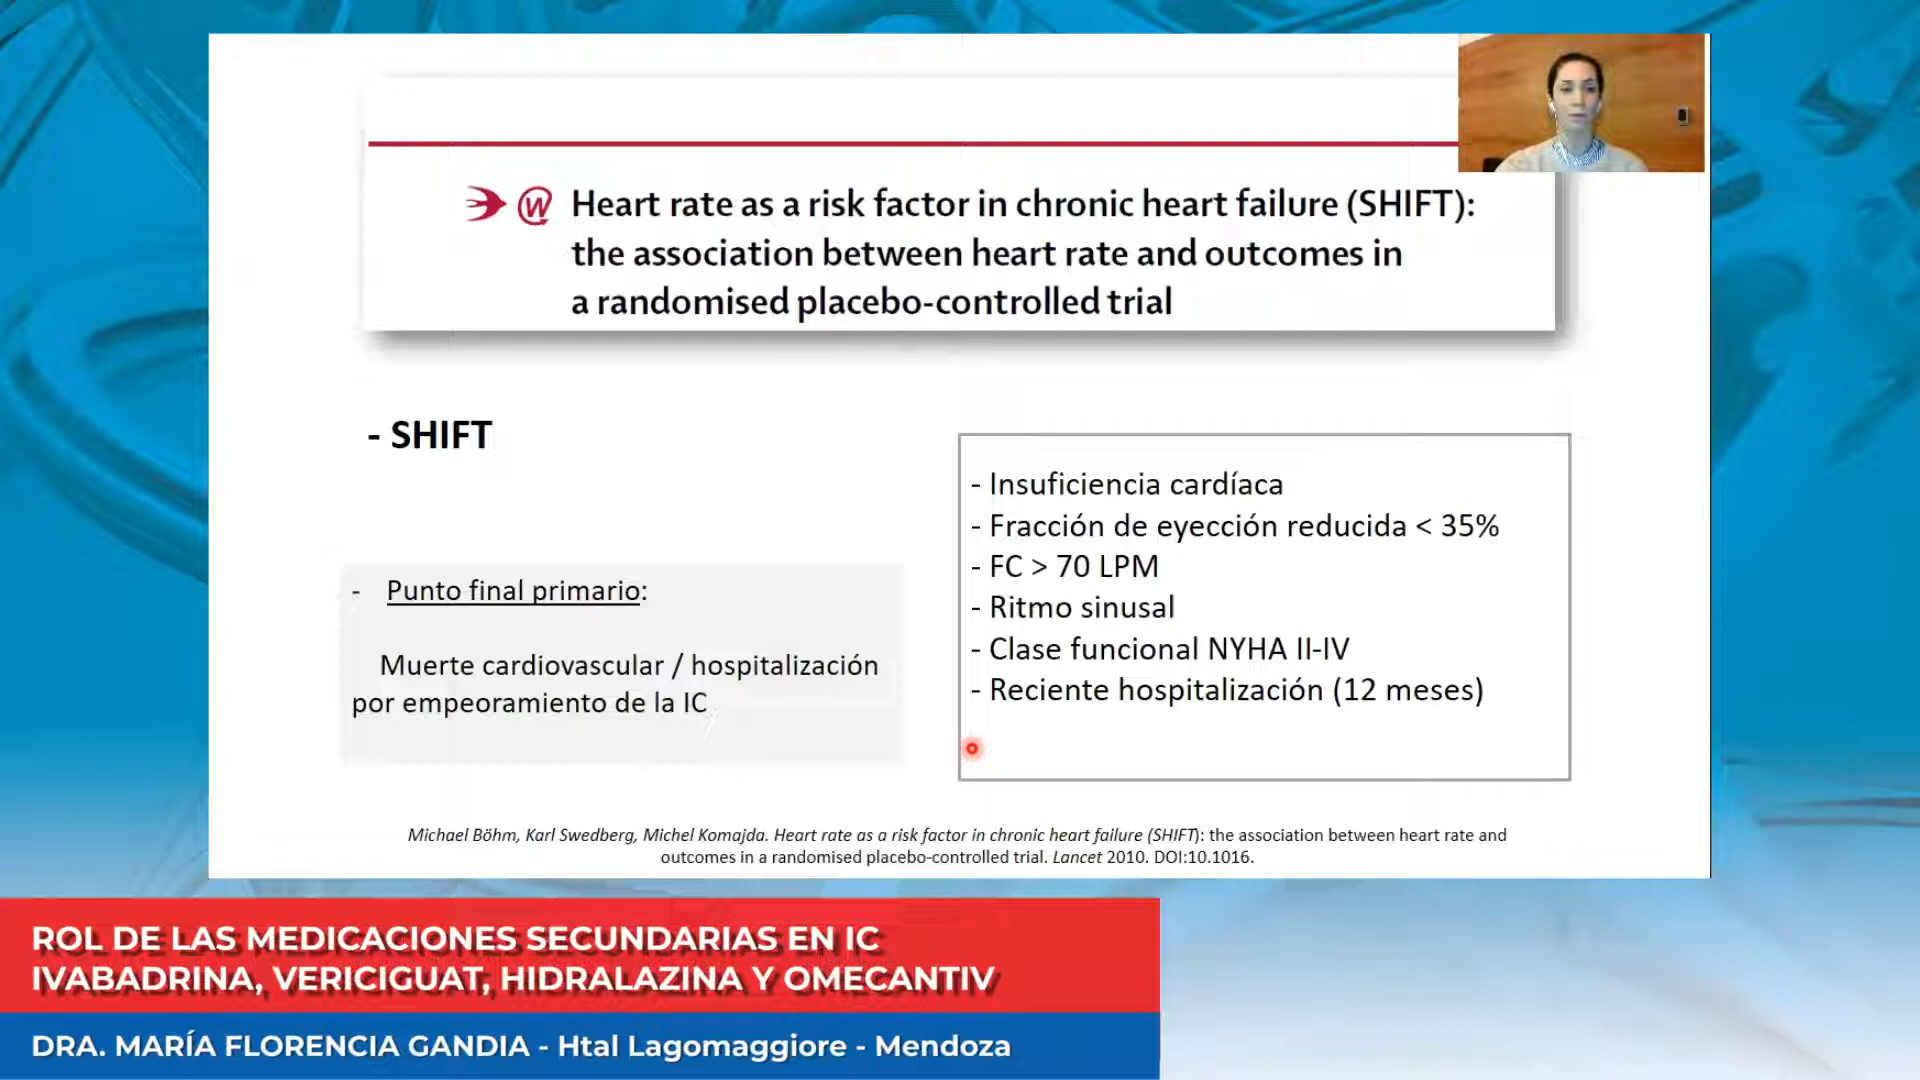 Heart rate as a risk factor in chronic heart failure (SHIFT):
the association between heart rate and outcomes in
a randomised placebo-controlled trial
- SHIFT
- Punto final primario:
Muerte cardiovascular / hospitalización
por empeoramiento de la IC
- Insuficiencia cardíaca
- Fracción de eyección reducida < 35%
- FC > 70 LPM
- Ritmo sinusal
- Clase funcional NYHA II-IV
- Reciente hospitalización (12 meses)
Michael Böhm, Karl Swedberg, Michel Komajda. Heart rate as a risk factor in chronic heart failure (SHIFT): the association between heart rate and
outcomes in a randomised placebo-controlled trial. Lancet 2010. DOI:10.1016.
ROL DE LAS MEDICACIONES SECUNDARIAS EN IC
IVABADRINA, VERICIGUAT, HIDRALAZINA Y OMECANTIV
DRA. MARÍA FLORENCIA GANDIA - Htal Lagomaggiore - Mendoza